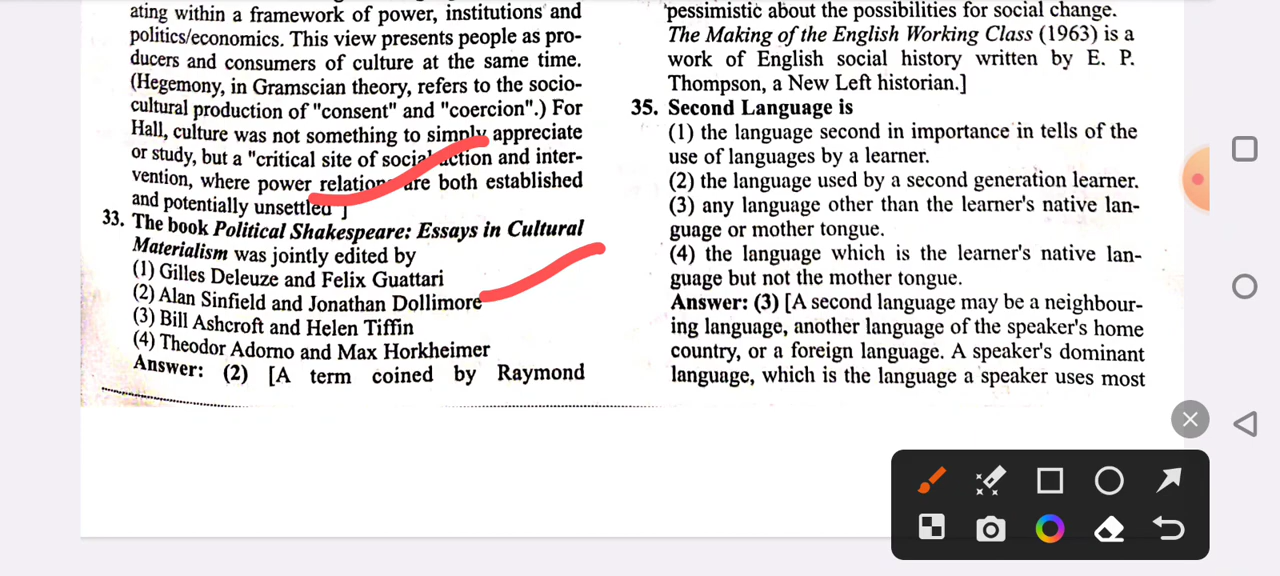 ating within a framework of power, institutions and
politics/economics. This view presents people as pro-
ducers and consumers of culture at the same time.
(Hegemony, in Gramscian theory, refers to the socio-
cultural production of "consent" and "coercion".) For
Hall, culture was not something to simply appreciate
or study, but a "critical site of social action and inter-
vention, where power relations are both established
and potentially unsettled ]
33. The book Political Shakespeare: Essays in Cultural
Materialism was jointly edited by
(1) Gilles Deleuze and Felix Guattari
(2) Alan Sinfield and Jonathan Dollimore
(3) Bill Ashcroft and Helen Tiffin
(4) Theodor Adorno and Max Horkheimer
Answer: (2) [A term coined by Raymond
pessimistic about the possibilities for social change.
The Making of the English Working Class (1963) is a
work of English social history written by E. P.
Thompson, a New Left historian.]
35. Second Language is
(1) the language second in importance in tells of the
use of languages by a learner.
(2) the language used by a second generation learner.
(3) any language other than the learner's native lan-
guage or mother tongue.
(4) the language which is the learner's native lan-
guage but not the mother tongue.
Answer: (3) [A second language may be a neighbour-
ing language, another language of the speaker's home
country, or a foreign language. A speaker's dominant
language, which is the language a speaker uses most